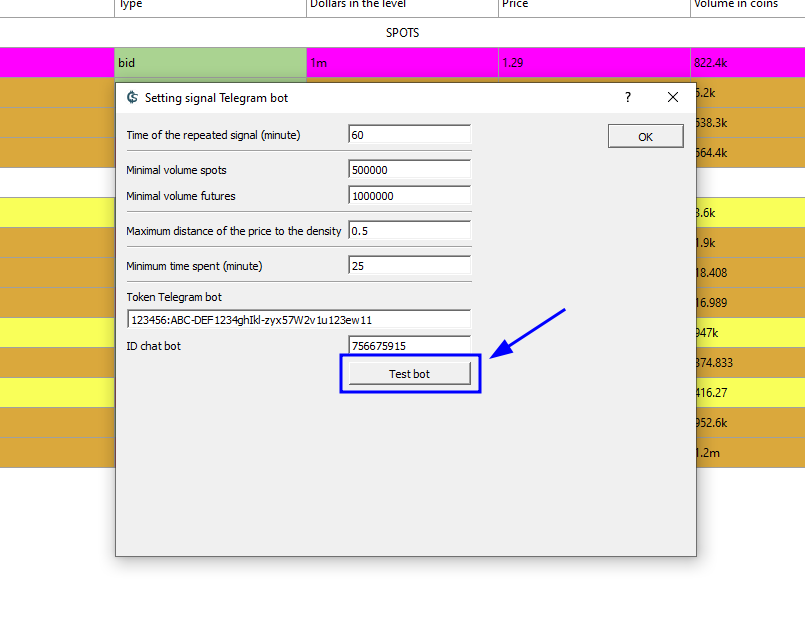 Type Dollars in the level Price Volume in coins
SPOTS
bid 1m 1.29 822.4k
Setting signal Telegram bot ?
Time of the repeated signal (minute) 60 OK
Minimal volume spots 500000
Minimal volume futures 1000000
Maximum distance of the price to the density 0.5
Minimum time spent (minute) 25
Token Telegram bot
123456:ABC-DEF1234ghIkl-zyx57W2v1u123ew11
ID chat bot 756675915
Test bot
.2k
538.3k
564.4k
.6k
.9k
18.408
16.989
947k
374.833
416.27
952.6k
1.2m